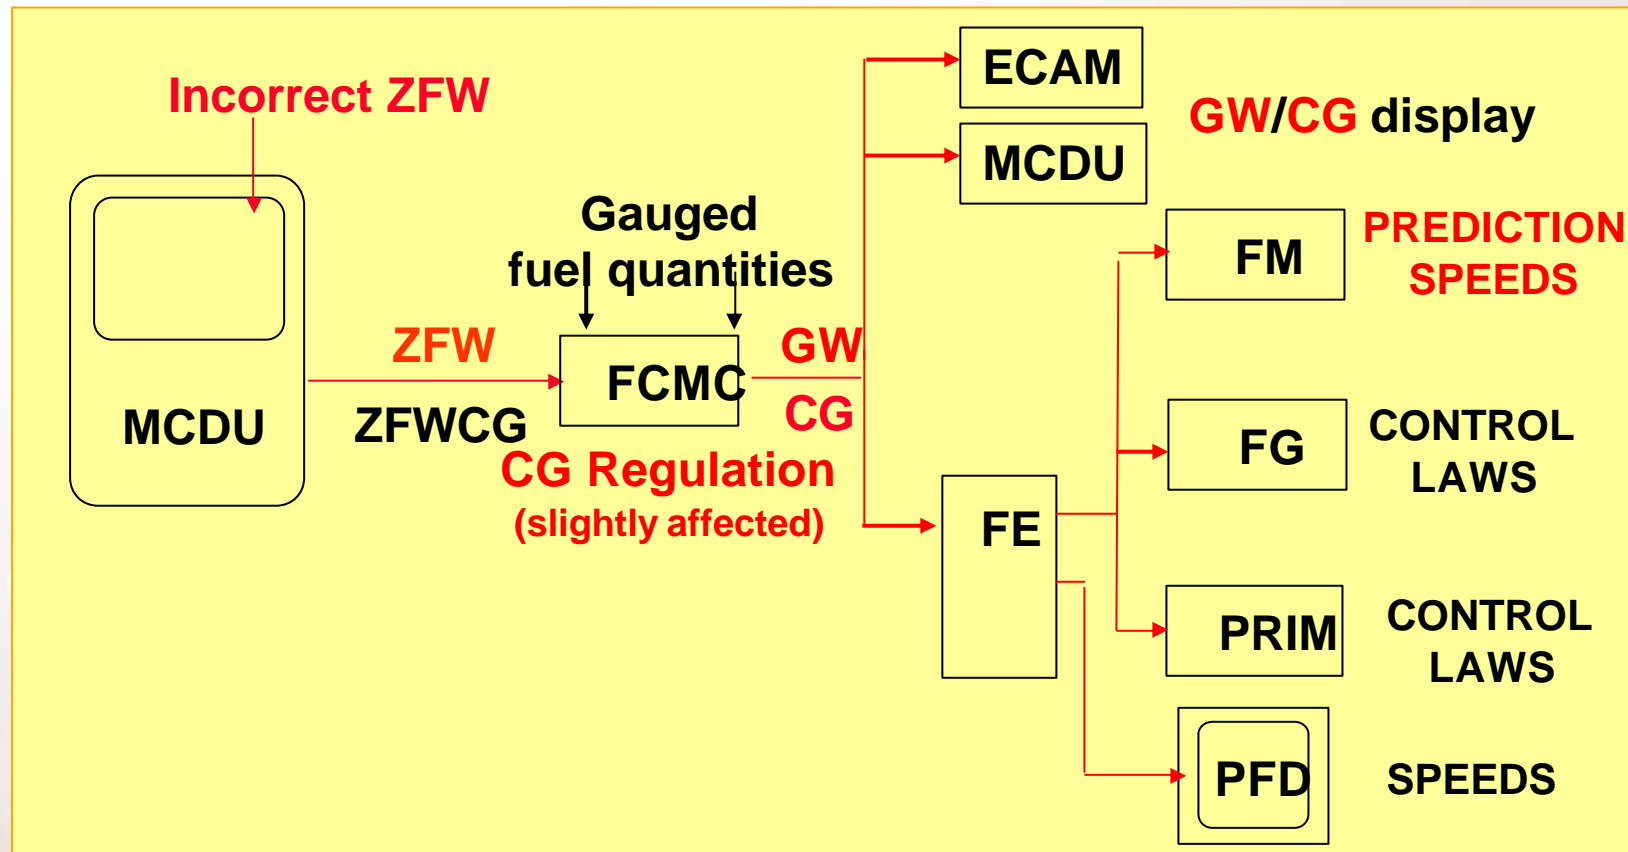 Incorrect ZFW
MCDU
ZFW
ZFWCG
Gauged
fuel quantities
FCMC
CG Regulation
(slightly affected)
GW
CG
ECAM
MCDU
GW/CG display
FE
FM
PREDICTION
SPEEDS
FG
CONTROL
LAWS
PRIM
CONTROL
LAWS
PFD
SPEEDS